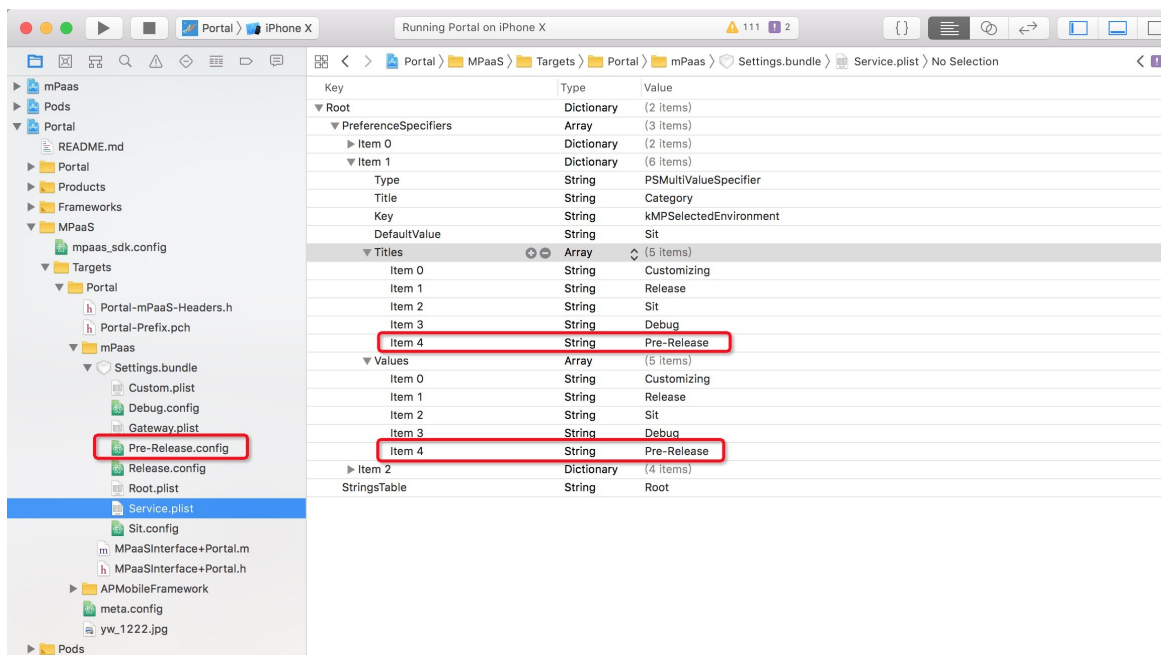 Portal 〉 iPhone X
Running Portal on iPhone X
111
2
Portal 〉 MPaaS 〉 Targets 〉 Portal 〉 mPaas 〉 Settings.bundle 〉 Service.plist 〉 No Selection
mPaas
Pods
Portal
README.md
Portal
Products
Frameworks
MPaaS
mpaas_sdk.config
Targets
Portal
Portal-mPaaS-Headers.h
Portal-Prefix.pch
mPaas
Settings.bundle
Custom.plist
Debug.config
Gateway.plist
Pre-Release.config
Release.config
Root.plist
Service.plist
Sit.config
MPaaSInterface+Portal.m
MPaaSInterface+Portal.h
APMobileFramework
meta.config
yw_1222.jpg
Pods
Key Type Value
Root Dictionary (2 items)
PreferenceSpecifiers Array (3 items)
Item 0 Dictionary (2 items)
Item 1 Dictionary (6 items)
Type String PSMultiValueSpecifier
Title String Category
Key String kMPSelectedEnvironment
DefaultValue String Sit
Titles Array (5 items)
Item 0 String Customizing
Item 1 String Release
Item 2 String Sit
Item 3 String Debug
Item 4 String Pre-Release
Values Array (5 items)
Item 0 String Customizing
Item 1 String Release
Item 2 String Sit
Item 3 String Debug
Item 4 String Pre-Release
Item 2 Dictionary (4 items)
StringsTable String Root